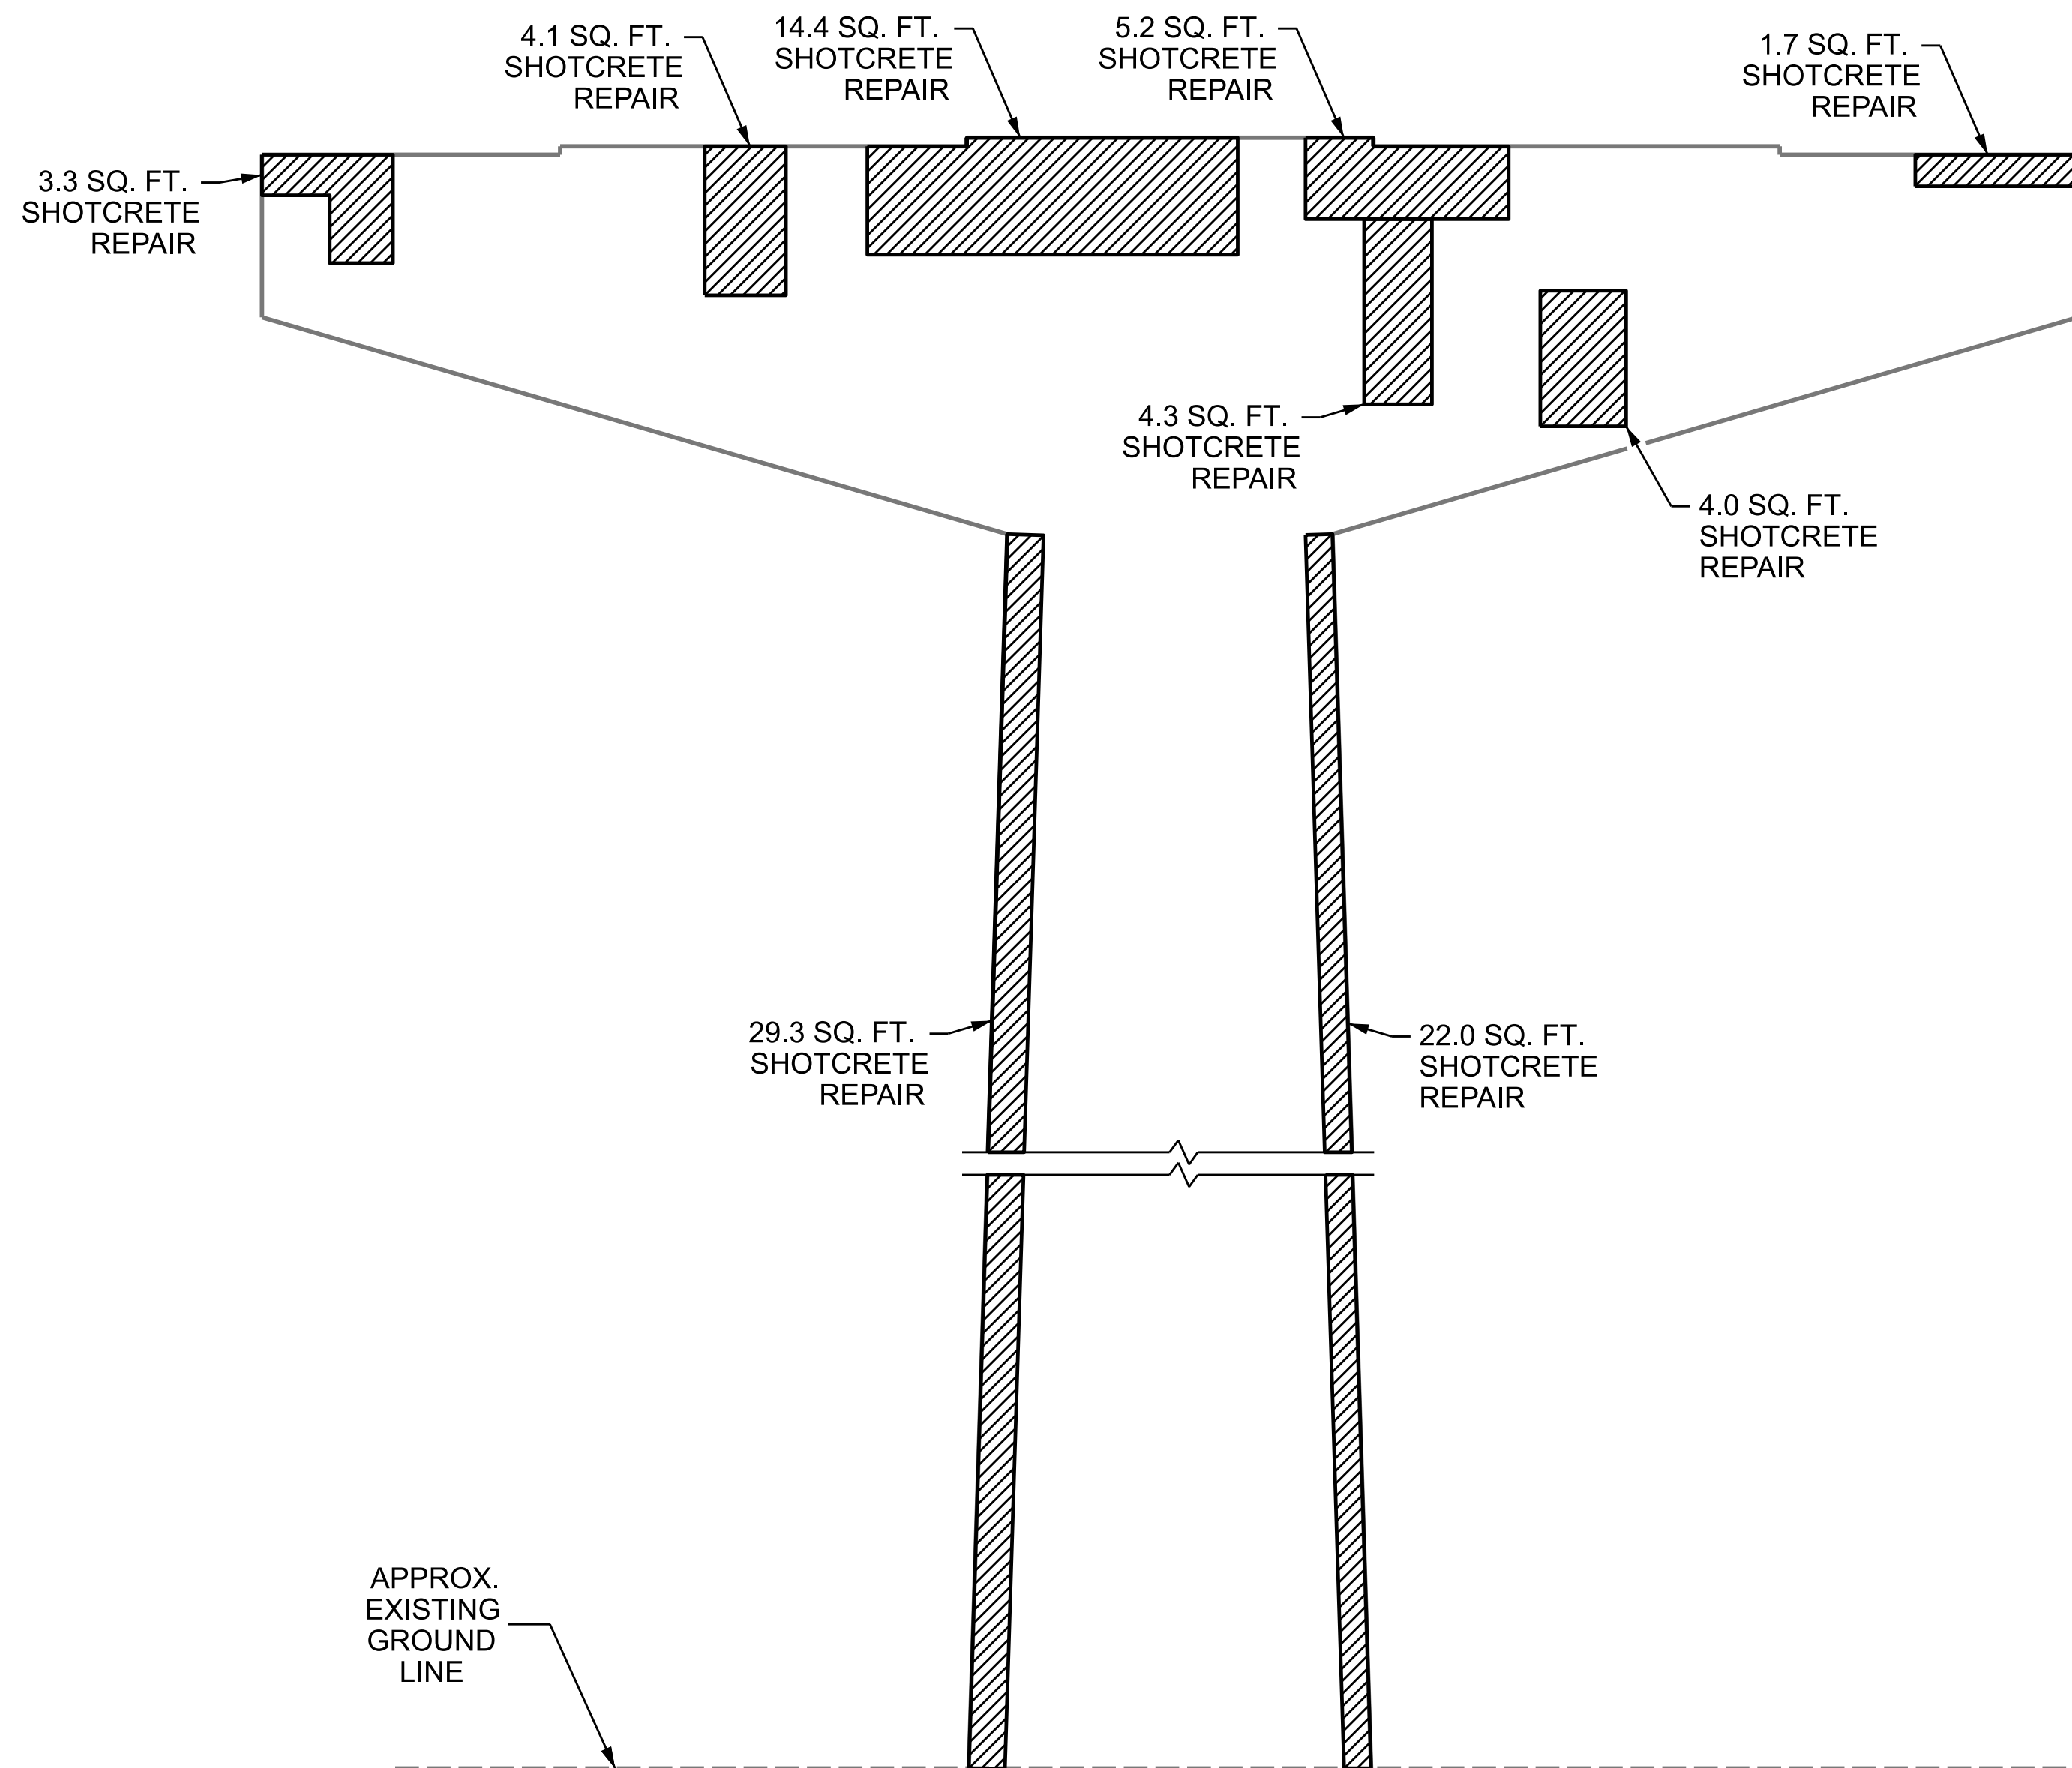 4.1 SQ. FT.
SHOTCRETE
REPAIR
14.4 SQ. FT.
SHOTCRETE
REPAIR
5.2 SQ. FT.
SHOTCRETE
REPAIR
1.7 SQ. FT.
SHOTCRETE
REPAIR
3.3 SQ. FT.
SHOTCRETE
REPAIR
4.3 SQ. FT.
SHOTCRETE
REPAIR
4.0 SQ. FT.
SHOTCRETE
REPAIR
29.3 SQ. FT.
SHOTCRETE
REPAIR
22.0 SQ. FT.
SHOTCRETE
REPAIR
APPROX.
EXISTING
GROUND
LINE